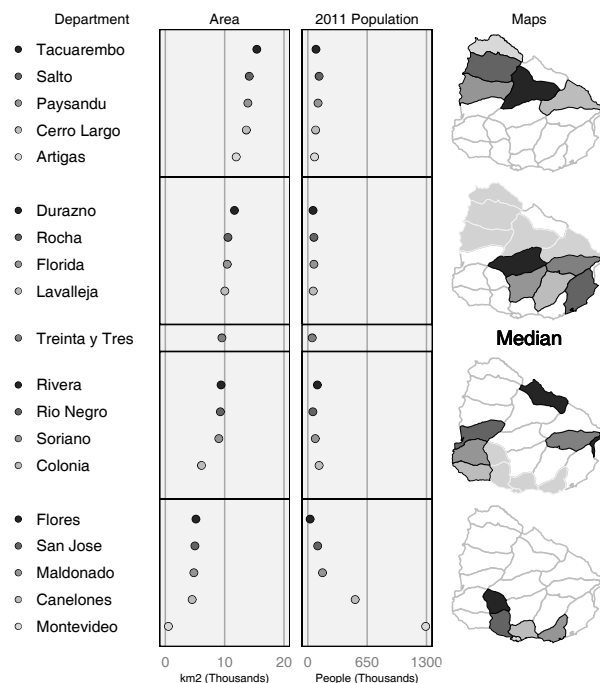 Department Area 2011 Population Maps
Tacuarembo
Salto
Paysandu
Cerro Largo
Artigas
Durazno
Rocha
Florida
Lavalleja
Treinta y Tres Median
Rivera
Rio Negro
Soriano
Colonia
Flores
San Jose
Maldonado
Canelones
Montevideo
0 10 20 0 650 1300
km2 (Thousands) People (Thousands)